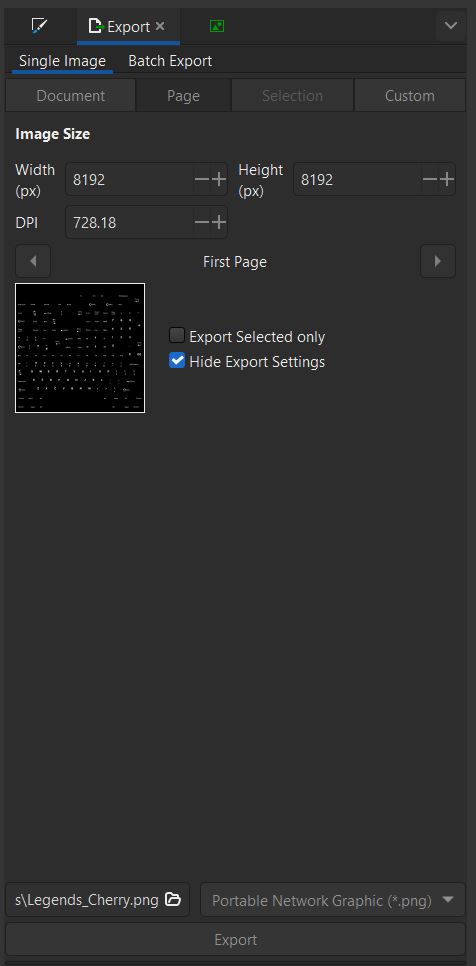 Export
Single Image Batch Export
Document Page Selection Custom
Image Size
Width (px) 8192 Height (px) 8192
DPI 728.18
First Page
Export Selected only
Hide Export Settings
s\Legends_Cherry.png Portable Network Graphic (*.png)
Export